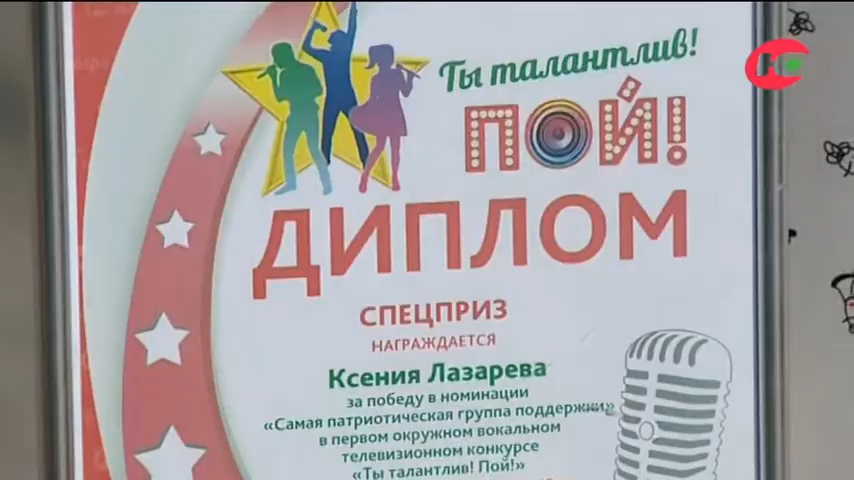 Ты талантлив!
ПОЙ!
ДИПЛОМ
СПЕЦПРИЗ
НАГРАЖДАЕТСЯ
Ксения Лазарева
за победу в номинации
«Самая патриотическая группа поддержки»
в первом окружном вокальном
телевизионном конкурсе
«Ты талантлив! Пой!»